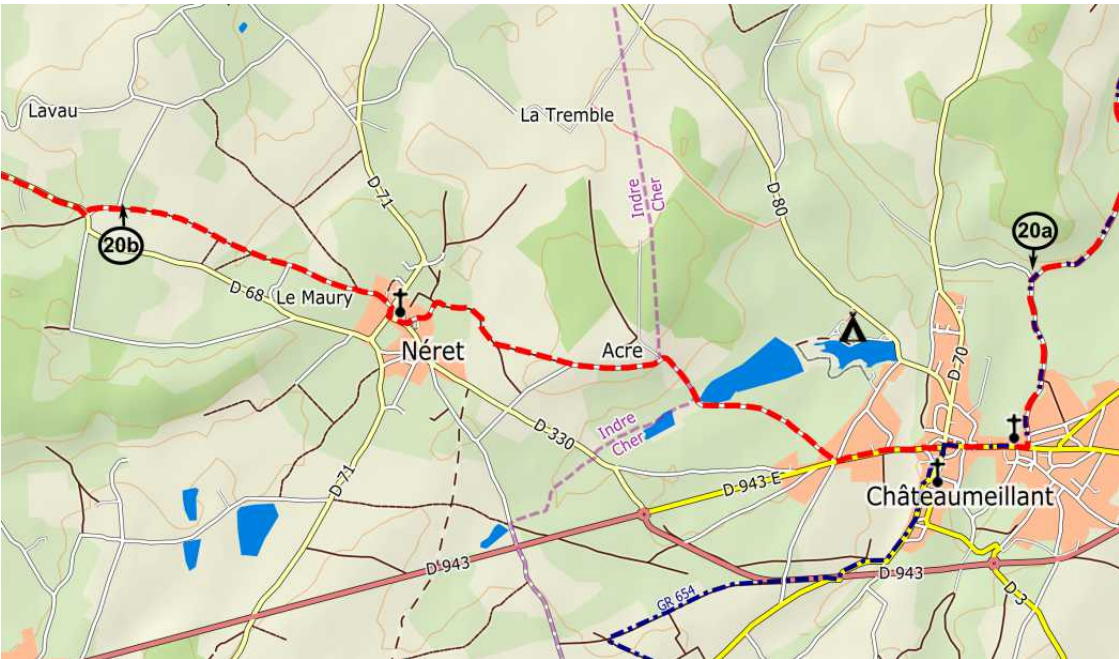 Lavau
La Tremble
D 71
D 80
Indre
Cher
20a
20b
D 68
Le Maury
Néret
Acre
D 70
Indre
Cher
D 330
D 943 E
Châteaumeillant
D 71
D 943
D 943
GR 654
D 3